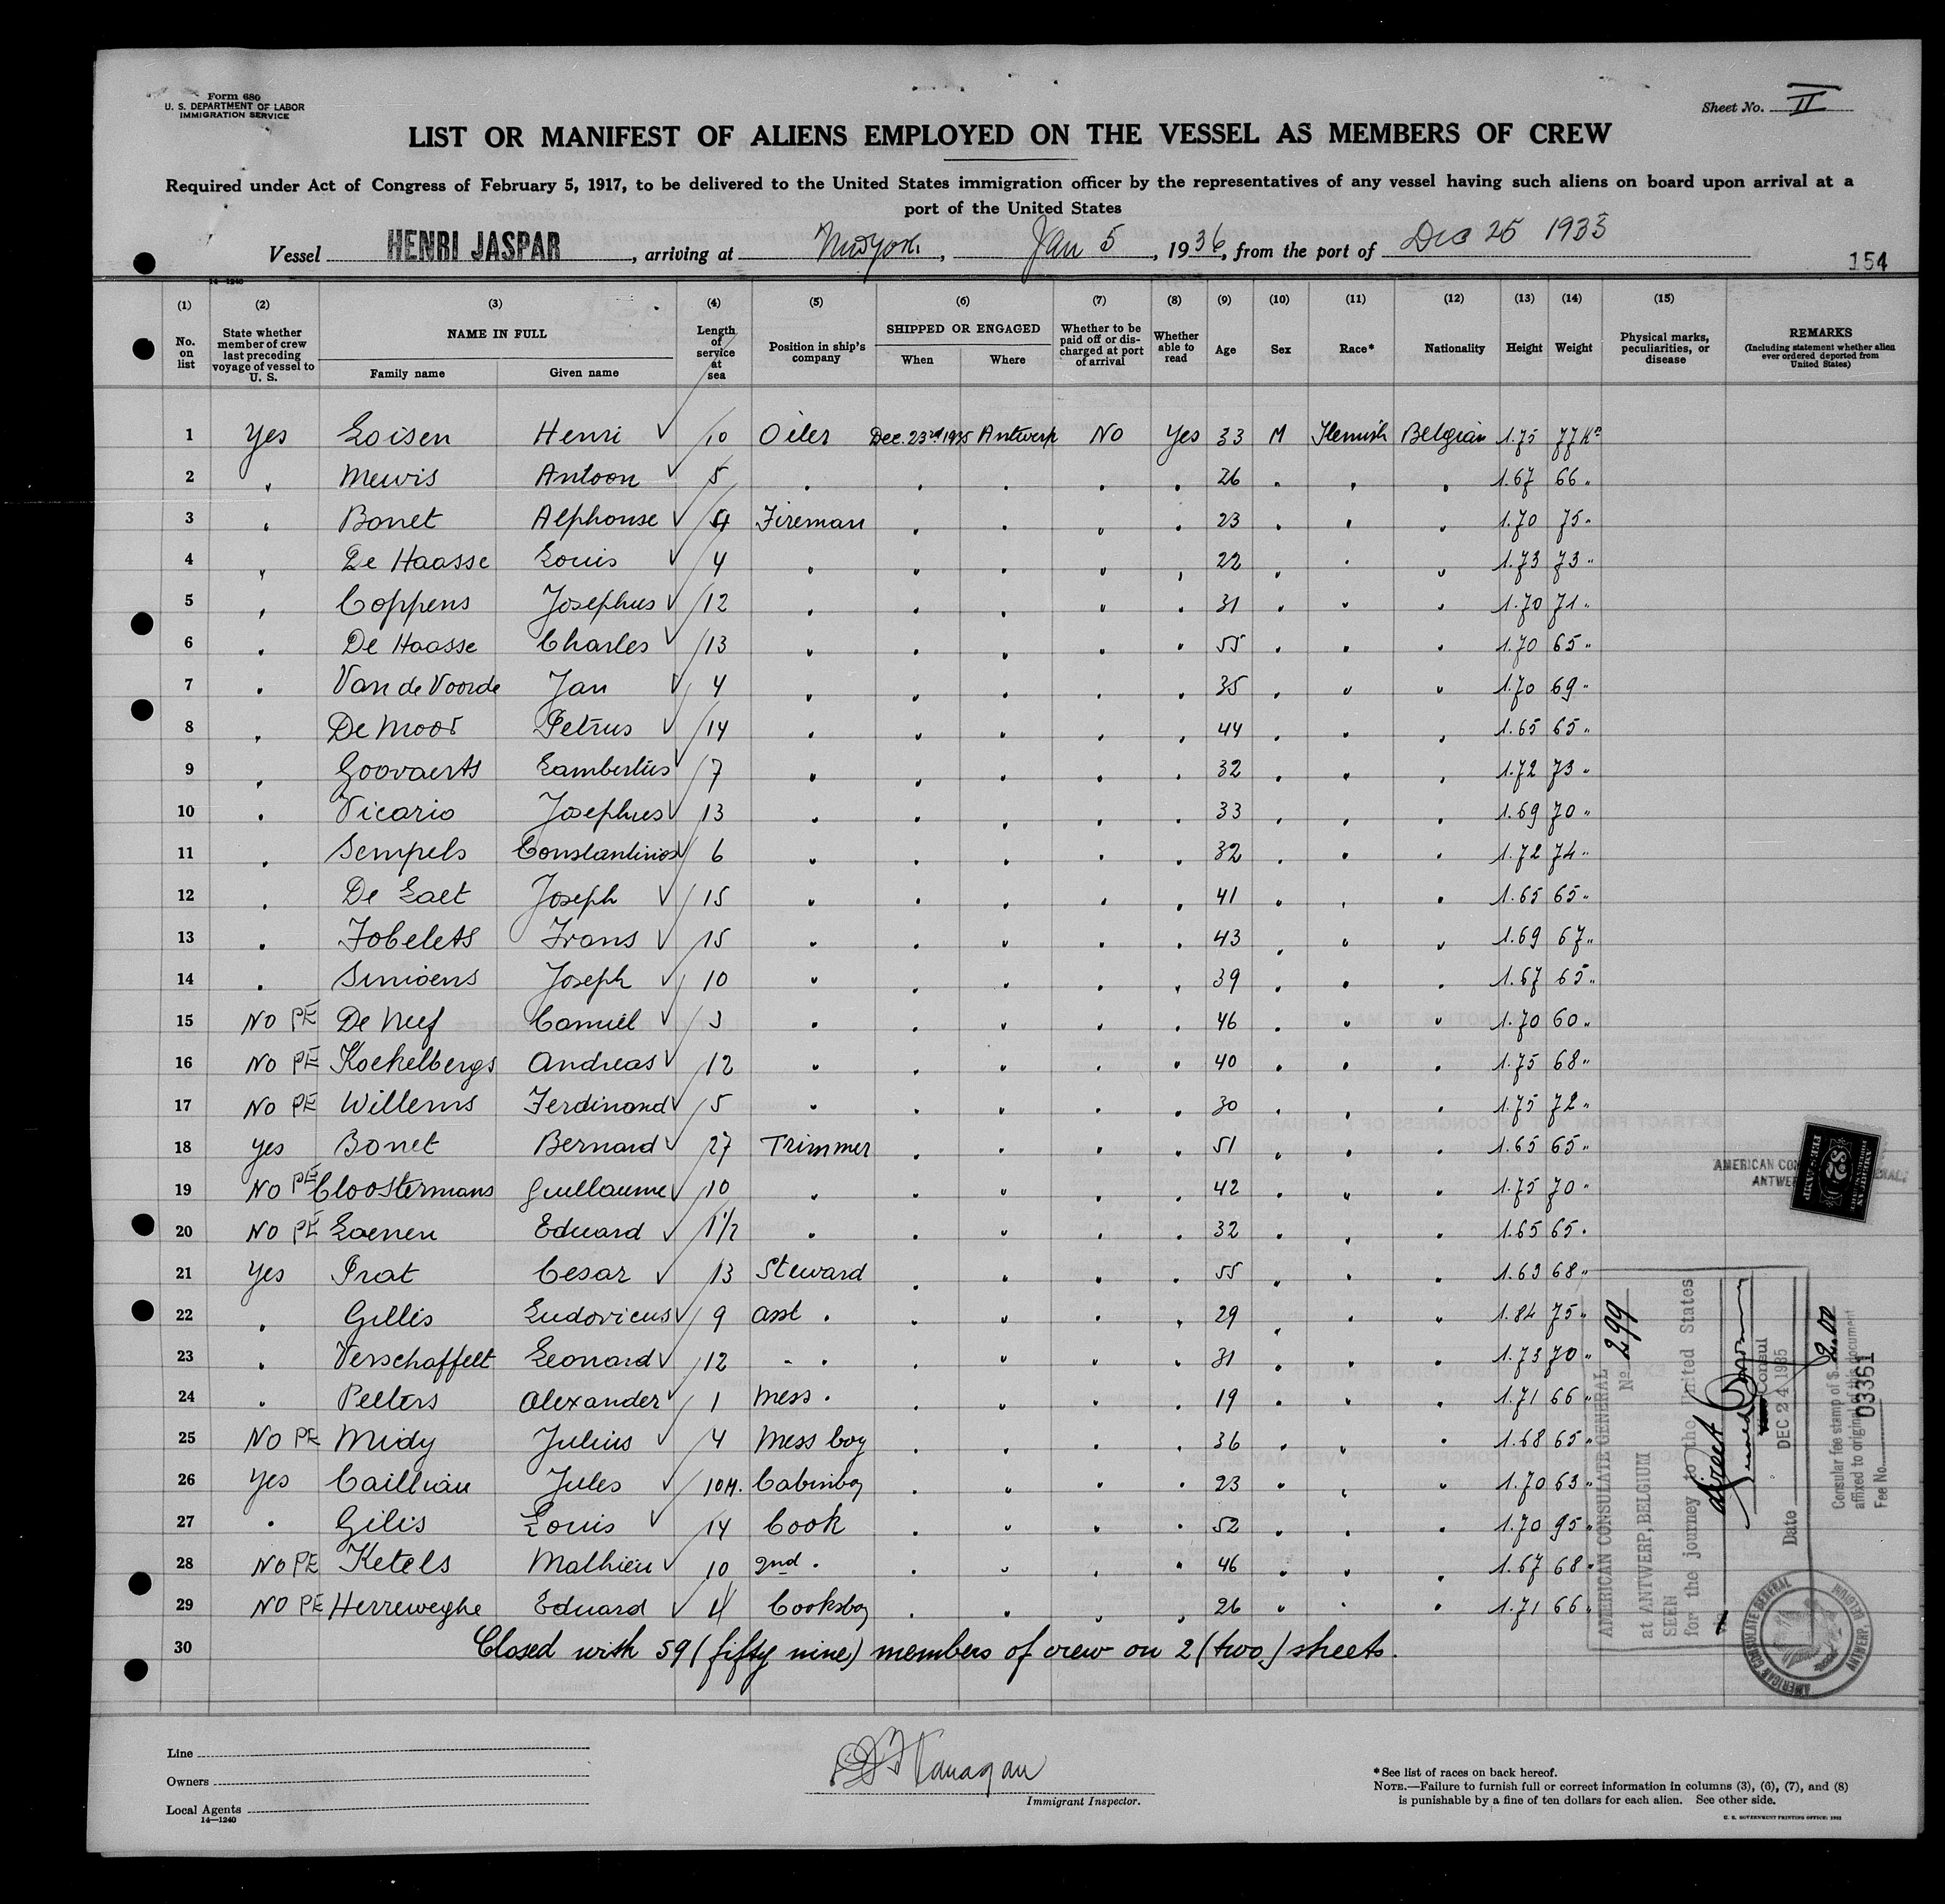 Form 680
U. S. DEPARTMENT OF LABOR
IMMIGRATION SERVICE
Sheet No. II
LIST OR MANIFEST OF ALIENS EMPLOYED ON THE VESSEL AS MEMBERS OF CREW
Required under Act of Congress of February 5, 1917, to be delivered to the United States immigration officer by the representatives of any vessel having such aliens on board upon arrival at a
port of the United States
Vessel HENRI JASPAR, arriving at New York, Jan 5, 1936, from the port of Dec 25 1935
154
14—1240
(1) (2) (3) (4) (5) (6) (7) (8) (9) (10) (11) (12) (13) (14) (15)
No. on list
State whether member of crew last preceding voyage of vessel to U. S.
NAME IN FULL
Family name Given name
Length of service at sea
Position in ship's company
SHIPPED OR ENGAGED
When Where
Whether to be paid off or discharged at port of arrival
Whether able to read
Age Sex Race* Nationality Height Weight
Physical marks, peculiarities, or disease
REMARKS
(Including statement whether alien ever ordered deported from United States)
1 Yes Loisen Henri √ 10 Oiler Dec. 23rd 1935 Antwerp No Yes 33 M Flemish Belgian 1.75 77 Ko
2 " Mewis Antoon √ 5 " " " " " 26 " " " 1.67 66 "
3 " Bonet Alphonse √ 4 Fireman " " " " 23 " " " 1.70 75 "
4 " De Haasse Louis √ 4 " " " " " 22 " " " 1.73 73 "
5 " Coppens Josephus √ 12 " " " " " 31 " " " 1.70 71 "
6 " De Haasse Charles √ 13 " " " " " 55 " " " 1.70 65 "
7 " Van de Voorde Jan √ 4 " " " " " 35 " " " 1.70 69 "
8 " De Moor Petrus √ 14 " " " " " 44 " " " 1.65 65 "
9 " Goovaerts Lambertus √ 7 " " " " " 32 " " " 1.72 73 "
10 " Vicario Josephus √ 13 " " " " " 33 " " " 1.69 70 "
11 " Sempels Constantinos √ 6 " " " " " 32 " " " 1.72 74 "
12 " De Laet Joseph √ 15 " " " " " 41 " " " 1.65 65 "
13 " Fobelets Frans √ 15 " " " " " 43 " " " 1.69 67 "
14 " Simoens Joseph √ 10 " " " " " 39 " " " 1.67 65 "
15 No PE De Neef Camiel √ 3 " " " " " 46 " " " 1.70 60 "
16 No PE Koekelbergs Andreas √ 12 " " " " " 40 " " " 1.75 68 "
17 No PE Willems Ferdinand √ 5 " " " " " 30 " " " 1.75 72 "
18 Yes Bonet Bernard √ 27 Trimmer " " " " 51 " " " 1.65 65 "
19 No PE Cloostermans Guillaume √ 10 " " " " " 42 " " " 1.75 70 "
20 No PE Laenen Eduard √ 1 1/2 " " " " " 32 " " " 1.65 65 "
21 Yes Prat Cesar √ 13 Steward " " " " 55 " " " 1.63 68 "
22 " Gillis Ludovicus √ 9 Asst " " " " " 29 " " " 1.84 75 "
23 " Verschaffelt Leonard √ 12 " " " " " " 31 " " " 1.73 70 "
24 " Peeters Alexander √ 1 Mess " " " " " 19 " " " 1.71 66 "
25 No PE Midy Julius √ 4 Mess boy " " " " 36 " " " 1.68 65 "
26 Yes Cailliau Jules √ 10 M. Cabinboy " " " " 23 " " " 1.70 63 "
27 " Gilis Louis √ 14 Cook " " " " 52 " " " 1.70 95 "
28 No PE Ketels Mathieu √ 10 2nd " " " " " 46 " " " 1.67 68 "
29 No PE Herreweghe Eduard √ 4 Cooksboy " " " " 26 " " " 1.71 66 "
30 Closed with 59 (fifty nine) members of crew on 2 (two) sheets.
AMERICAN CONSULATE GENERAL
No 299
at ANTWERP, BELGIUM
SEEN
for the journey to the United States
direct
Consul
Date DEC 24 1935
Consular fee stamp of $ 2.00
affixed to original of this document
Fee No. 03361
AMERICAN
FOREIGN SERVICE
$2
FEE STAMP
AMERICAN CONSULATE GENERAL
ANTWERP, BELGIUM
Line
Owners
Local Agents
14—1240
Flanagan
Immigrant Inspector.
*See list of races on back hereof.
NOTE.—Failure to furnish full or correct information in columns (3), (6), (7), and (8)
is punishable by a fine of ten dollars for each alien. See other side.